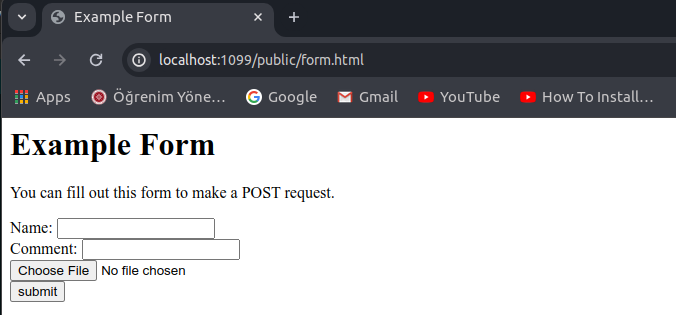 Example Form
localhost:1099/public/form.html
Apps Öğrenim Yöne... Google Gmail YouTube How To Install...
Example Form
You can fill out this form to make a POST request.
Name:
Comment:
Choose File No file chosen
submit